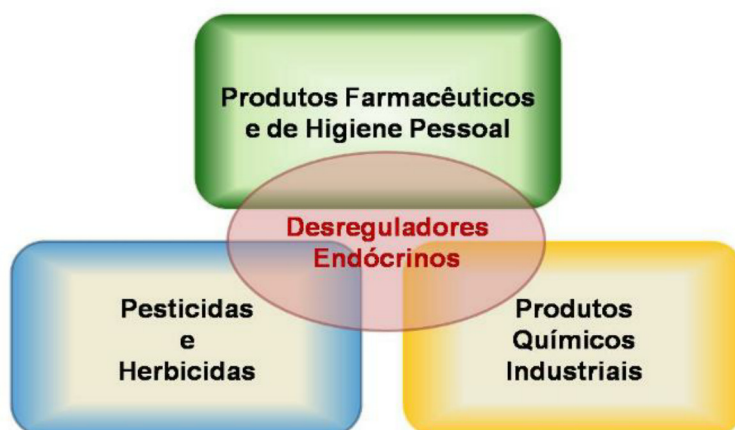 Produtos Farmacêuticos
e de Higiene Pessoal
Desreguladores
Endócrinos
Pesticidas
e
Herbicidas
Produtos
Químicos
Industriais